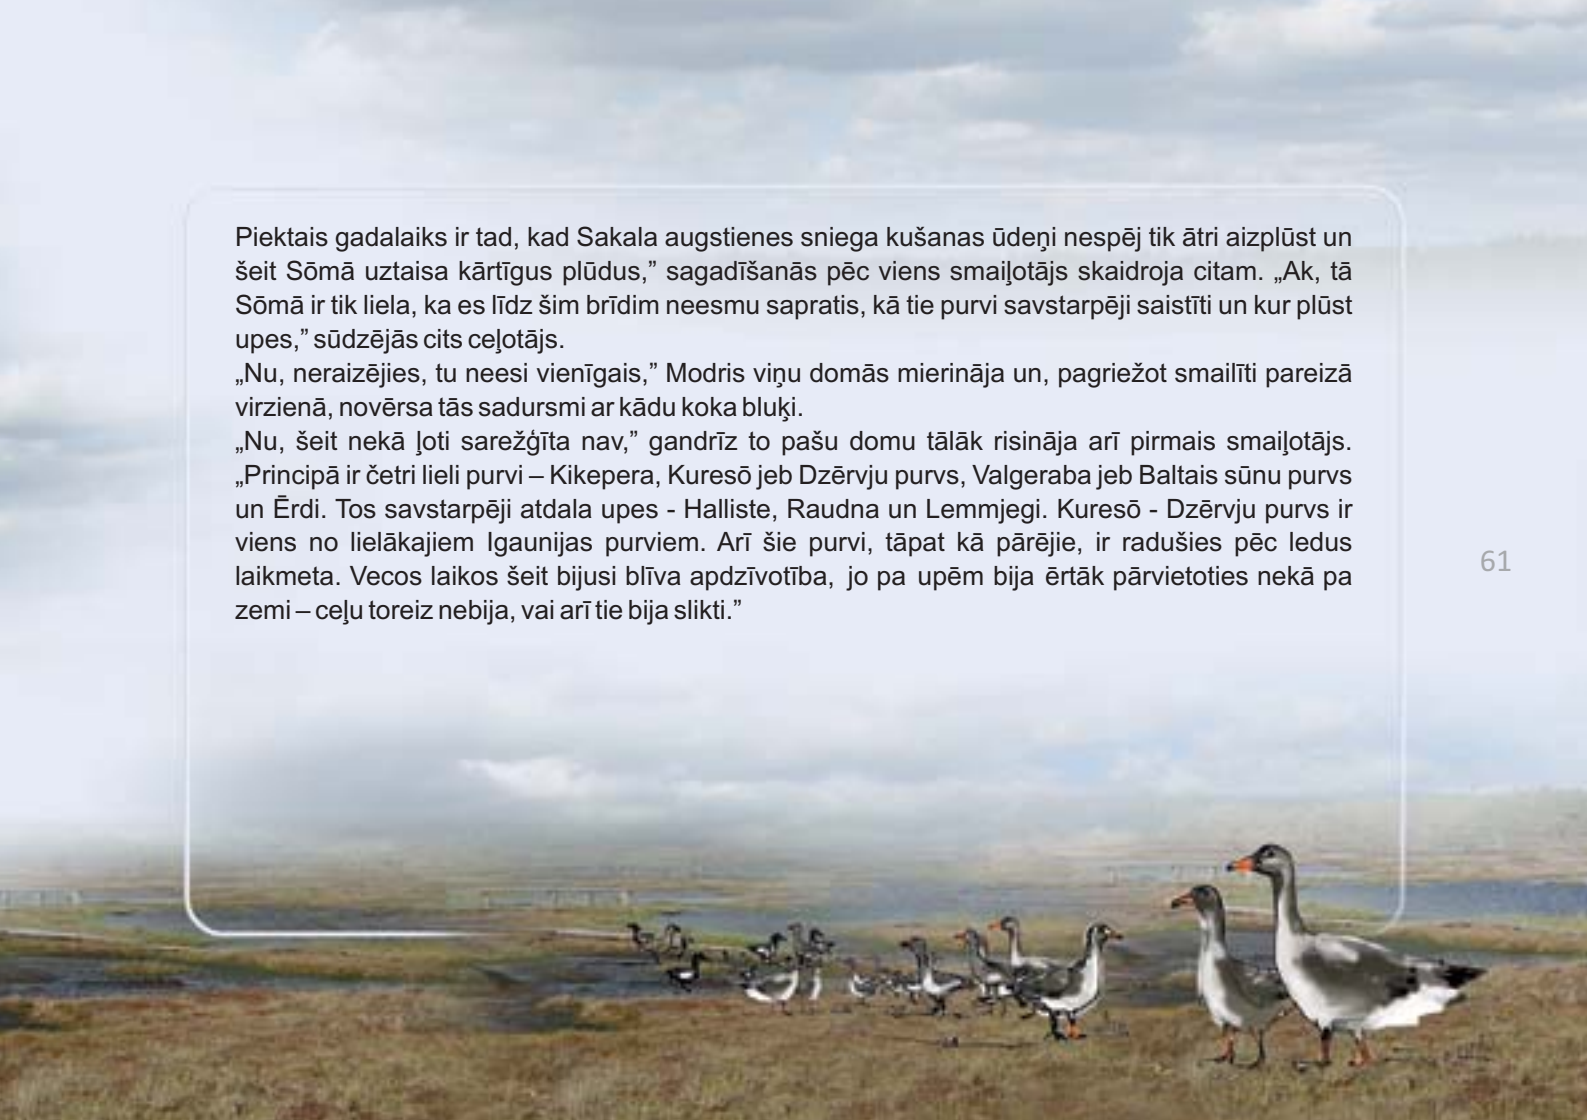 Piektais gadalaiks ir tad, kad Sakala augstienes sniega kušanas ūdeņi nespēj tik ātri aizplūst un
šeit Sōmā uztaisa kārtīgus plūdus,” sagadīšanās pēc viens smaiļotājs skaidroja citam. „Ak, tā
Sōmā ir tik liela, ka es līdz šim brīdim neesmu sapratis, kā tie purvi savstarpēji saistīti un kur plūst
upes,” sūdzējās cits ceļotājs.
„Nu, neraizējies, tu neesi vienīgais,” Modris viņu domās mierināja un, pagriežot smailīti pareizā
virzienā, novērsa tās sadursmi ar kādu koka bluķi.
„Nu, šeit nekā ļoti sarežģīta nav,” gandrīz to pašu domu tālāk risināja arī pirmais smaiļotājs.
„Principā ir četri lieli purvi – Kikepera, Kuresō jeb Dzērvju purvs, Valgeraba jeb Baltais sūnu purvs
un Ērdi. Tos savstarpēji atdala upes - Halliste, Raudna un Lemmjegi. Kuresō - Dzērvju purvs ir
viens no lielākajiem Igaunijas purviem. Arī šie purvi, tāpat kā pārējie, ir radušies pēc ledus
laikmeta. Vecos laikos šeit bijusi blīva apdzīvotība, jo pa upēm bija ērtāk pārvietoties nekā pa
zemi – ceļu toreiz nebija, vai arī tie bija slikti.”
61